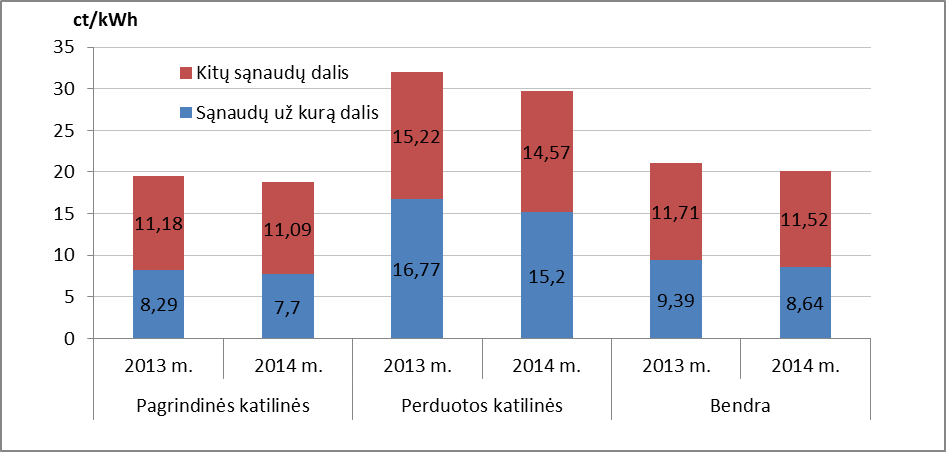 ct/kWh
35
30
25
20
15
10
5
0
Kitų sąnaudų dalis
Sąnaudų už kurą dalis
11,18
11,09
15,22
14,57
11,71
11,52
8,29
7,7
16,77
15,2
9,39
8,64
2013 m.
2014 m.
2013 m.
2014 m.
2013 m.
2014 m.
Pagrindinės katilinės
Perduotos katilinės
Bendra